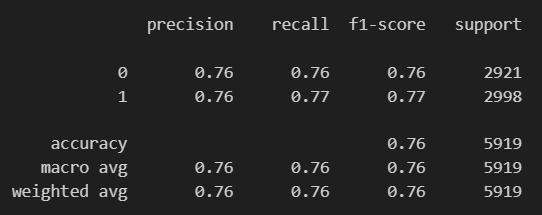 precision recall f1-score support
0 0.76 0.76 0.76 2921
1 0.76 0.77 0.77 2998
accuracy 0.76 5919
macro avg 0.76 0.76 0.76 5919
weighted avg 0.76 0.76 0.76 5919